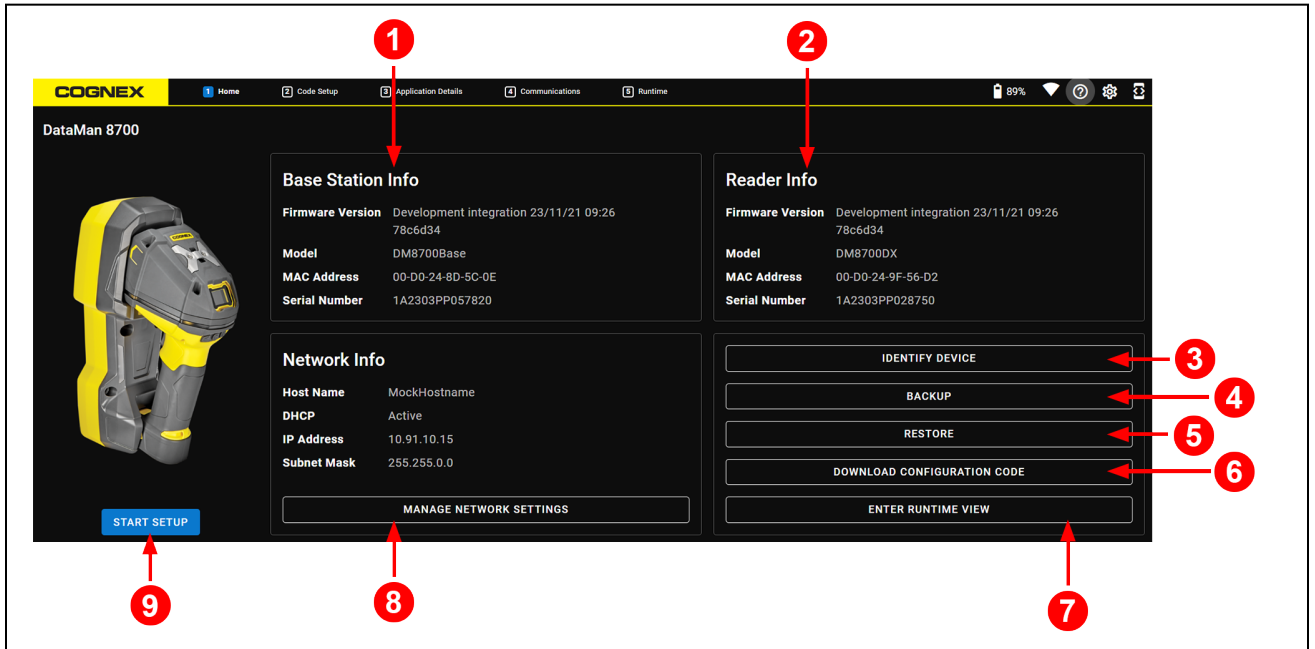 1
2
COGNEX
1 Home
2 Code Setup
3 Application Details
4 Communications
5 Runtime
89%
DataMan 8700
Base Station Info
Firmware Version Development integration 23/11/21 09:26
78c6d34
Model DM8700Base
MAC Address 00-D0-24-8D-5C-0E
Serial Number 1A2303PP057820
Reader Info
Firmware Version Development integration 23/11/21 09:26
78c6d34
Model DM8700DX
MAC Address 00-D0-24-9F-56-D2
Serial Number 1A2303PP028750
COGNEX
Network Info
Host Name MockHostname
DHCP Active
IP Address 10.91.10.15
Subnet Mask 255.255.0.0
MANAGE NETWORK SETTINGS
IDENTIFY DEVICE
3
BACKUP
4
RESTORE
5
DOWNLOAD CONFIGURATION CODE
6
ENTER RUNTIME VIEW
START SETUP
9
8
7